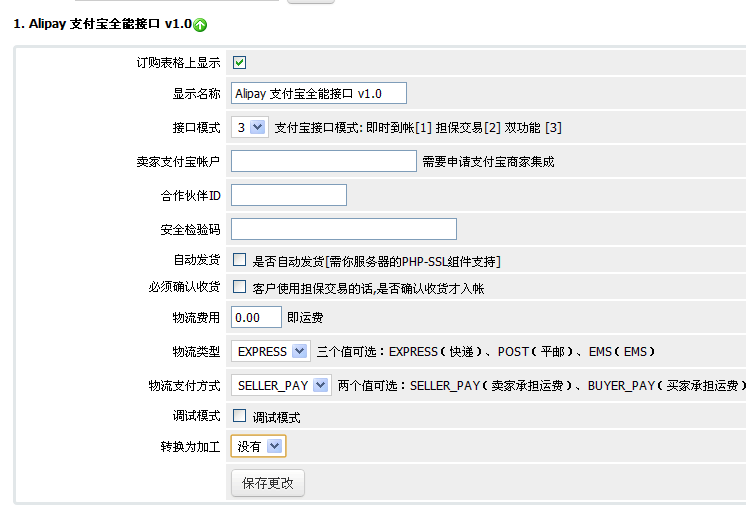 1. Alipay 支付宝全能接口 v1.0
订购表格上显示
显示名称 Alipay 支付宝全能接口 v1.0
接口模式 3 支付宝接口模式: 即时到帐[1] 担保交易[2] 双功能 [3]
卖家支付宝帐户 需要申请支付宝商家集成
合作伙伴ID
安全检验码
自动发货 是否自动发货[需你服务器的PHP-SSL组件支持]
必须确认收货 客户使用担保交易的话,是否确认收货才入帐
物流费用 0.00 即运费
物流类型 EXPRESS 三个值可选：EXPRESS（快递）、POST（平邮）、EMS（EMS）
物流支付方式 SELLER_PAY 两个值可选：SELLER_PAY（卖家承担运费）、BUYER_PAY（买家承担运费）
调试模式 调试模式
转换为加工 没有
保存更改